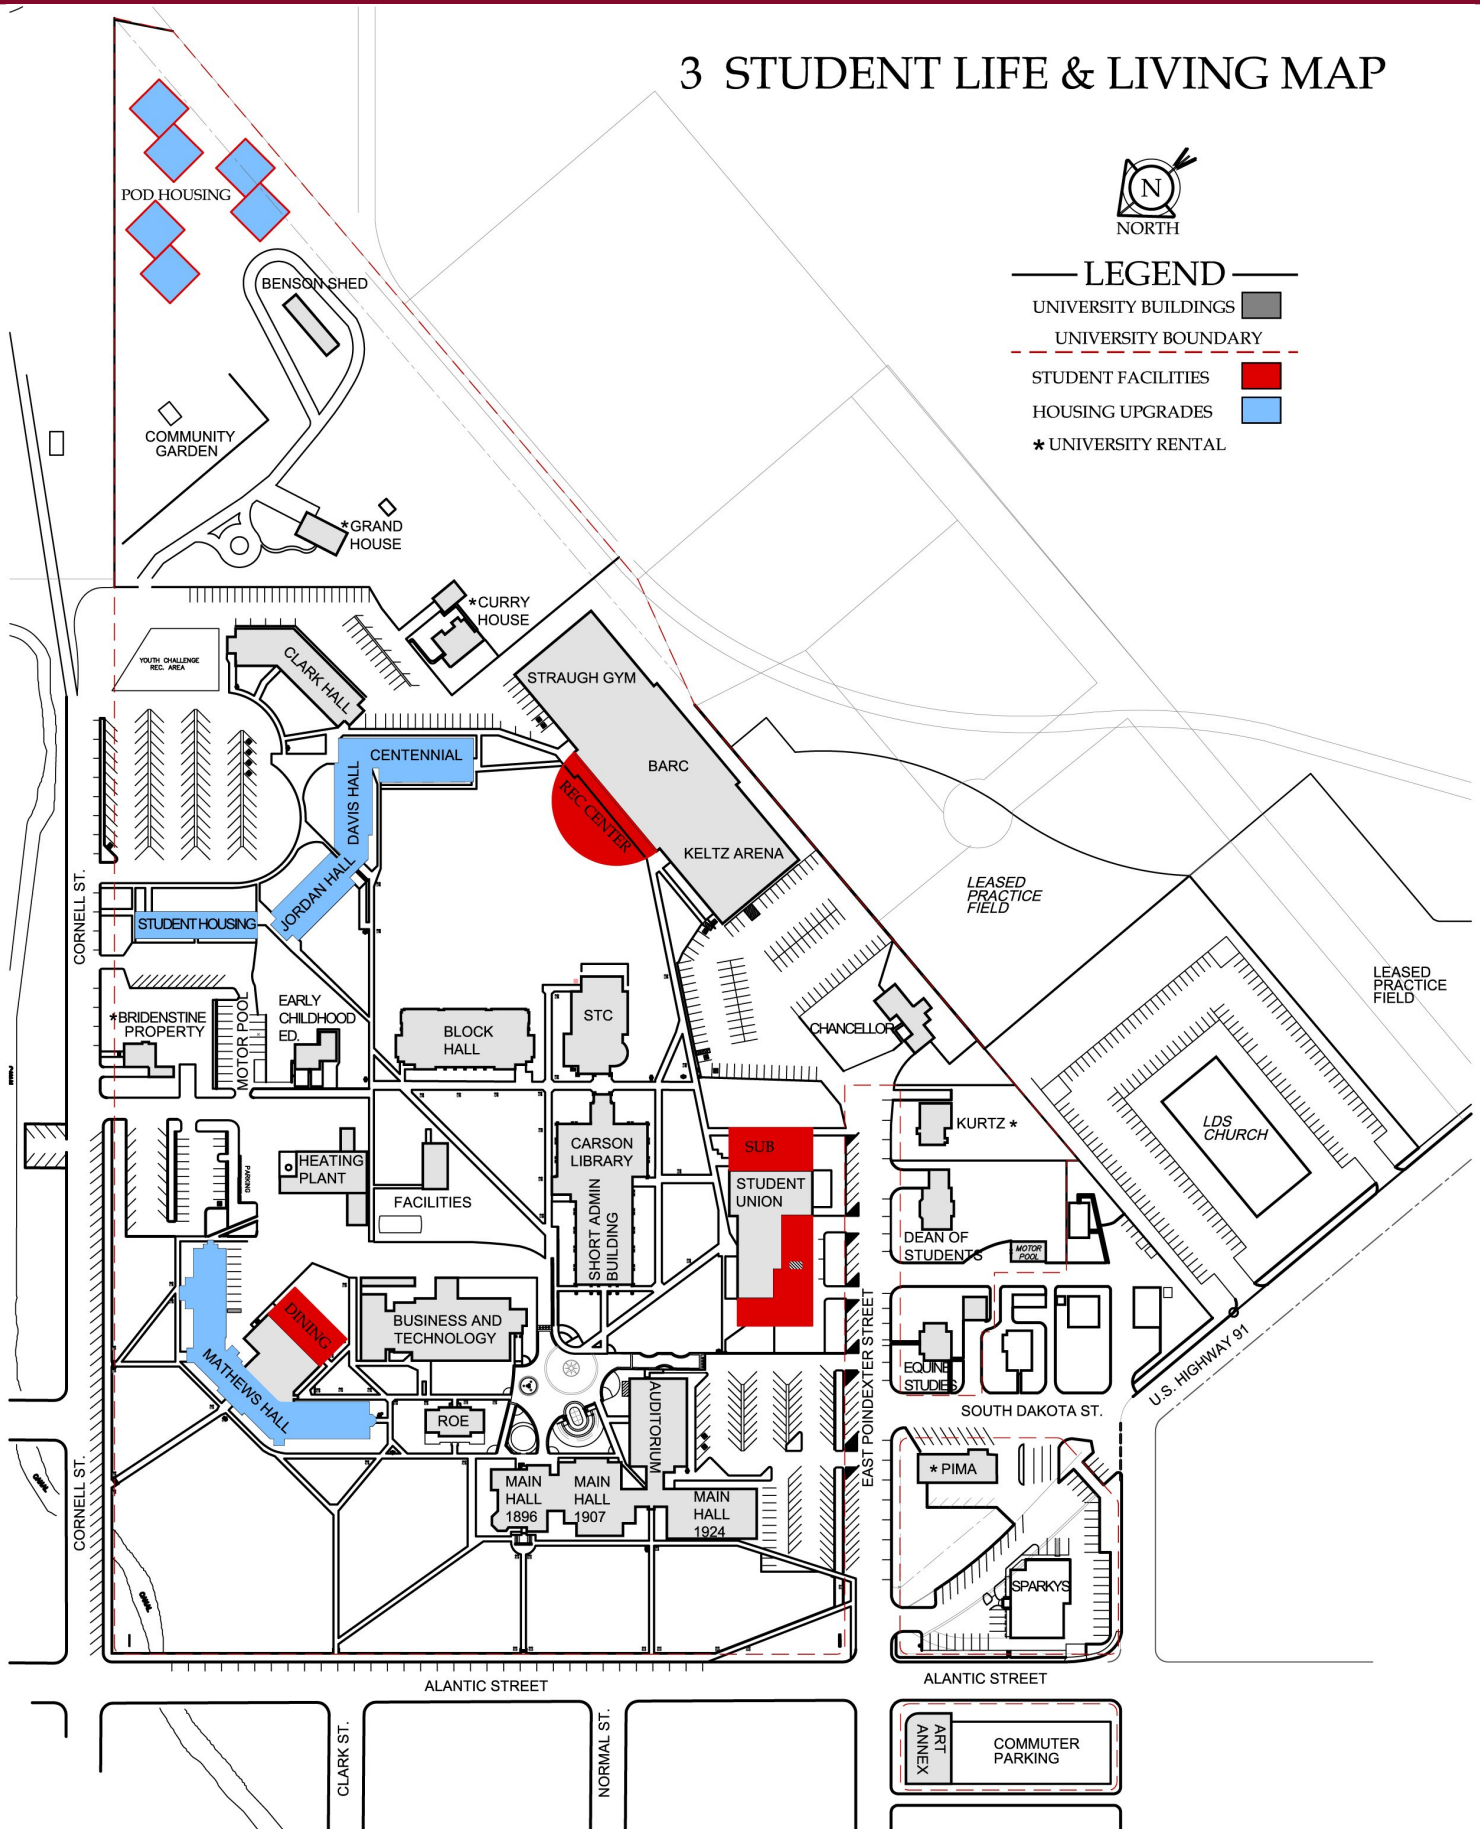 3 STUDENT LIFE & LIVING MAP
N
NORTH
LEGEND
UNIVERSITY BUILDINGS
UNIVERSITY BOUNDARY
STUDENT FACILITIES
HOUSING UPGRADES
* UNIVERSITY RENTAL
POD HOUSING
BENSON SHED
COMMUNITY
GARDEN
*GRAND
HOUSE
*CURRY
HOUSE
YOUTH CHALLENGE
REC. AREA
CLARK HALL
STRAUGH GYM
CENTENNIAL
BARC
DAVIS HALL
REC CENTER
KELTZ ARENA
JORDAN HALL
STUDENT HOUSING
CORNELL ST.
LEASED
PRACTICE
FIELD
LEASED
PRACTICE
FIELD
*BRIDENSTINE
PROPERTY
MOTOR POOL
EARLY
CHILDHOOD
ED.
BLOCK
HALL
STC
CHANCELLOR
KURTZ *
LDS
CHURCH
CARSON
LIBRARY
SUB
HEATING
PLANT
PARKING
FACILITIES
SHORT ADMIN
BUILDING
STUDENT
UNION
DEAN OF
STUDENTS
MOTOR
POOL
DINING
BUSINESS AND
TECHNOLOGY
EAST POINDEXTER STREET
EQUINE
STUDIES
U.S. HIGHWAY 91
MATHEWS HALL
ROE
AUDITORIUM
SOUTH DAKOTA ST.
CORNELL ST.
CANAL
MAIN
HALL
1896
MAIN
HALL
1907
MAIN
HALL
1924
* PIMA
CANAL
SPARKYS
ALANTIC STREET
ALANTIC STREET
CLARK ST.
NORMAL ST.
ART
ANNEX
COMMUTER
PARKING